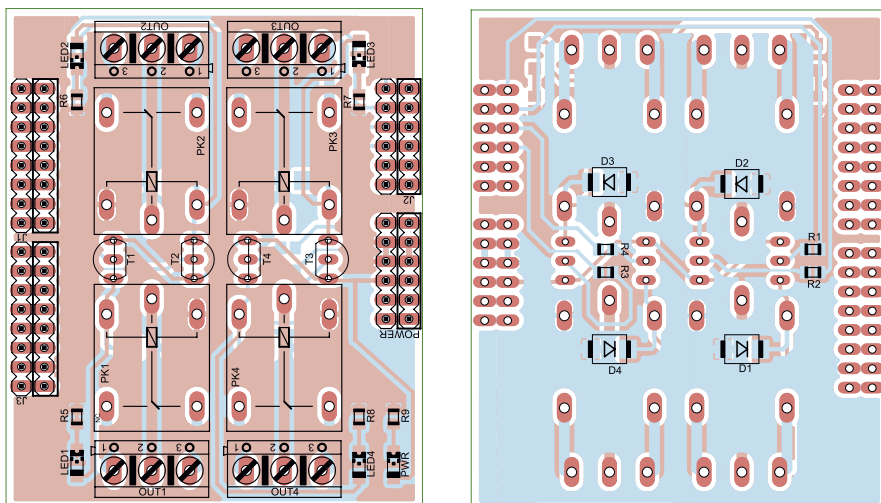 OUT2
OUT3
LED2
3 2 1
3 2 1
LED3
R6
R7
PK2
PK3
J2
J1
T1
T2
T4
T3
POWER
J3
PK1
PK4
NC
R5
R8
R9
1 2 3
1 2 3
LED1
LED4
PWR
OUT1
OUT4
D3
D2
R4
R1
R3
R2
D4
D1